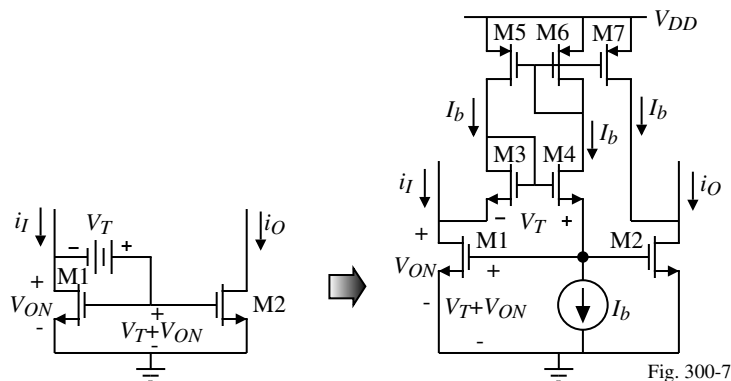 V_DD
M5 M6 M7
I_b I_b I_b
M3 M4
i_I - V_T + i_O
+ M1 M2
V_ON +
- V_T+V_ON I_b
-
i_I V_T i_O
- +
+ M1
V_ON + M2
- V_T+V_ON
-
Fig. 300-7